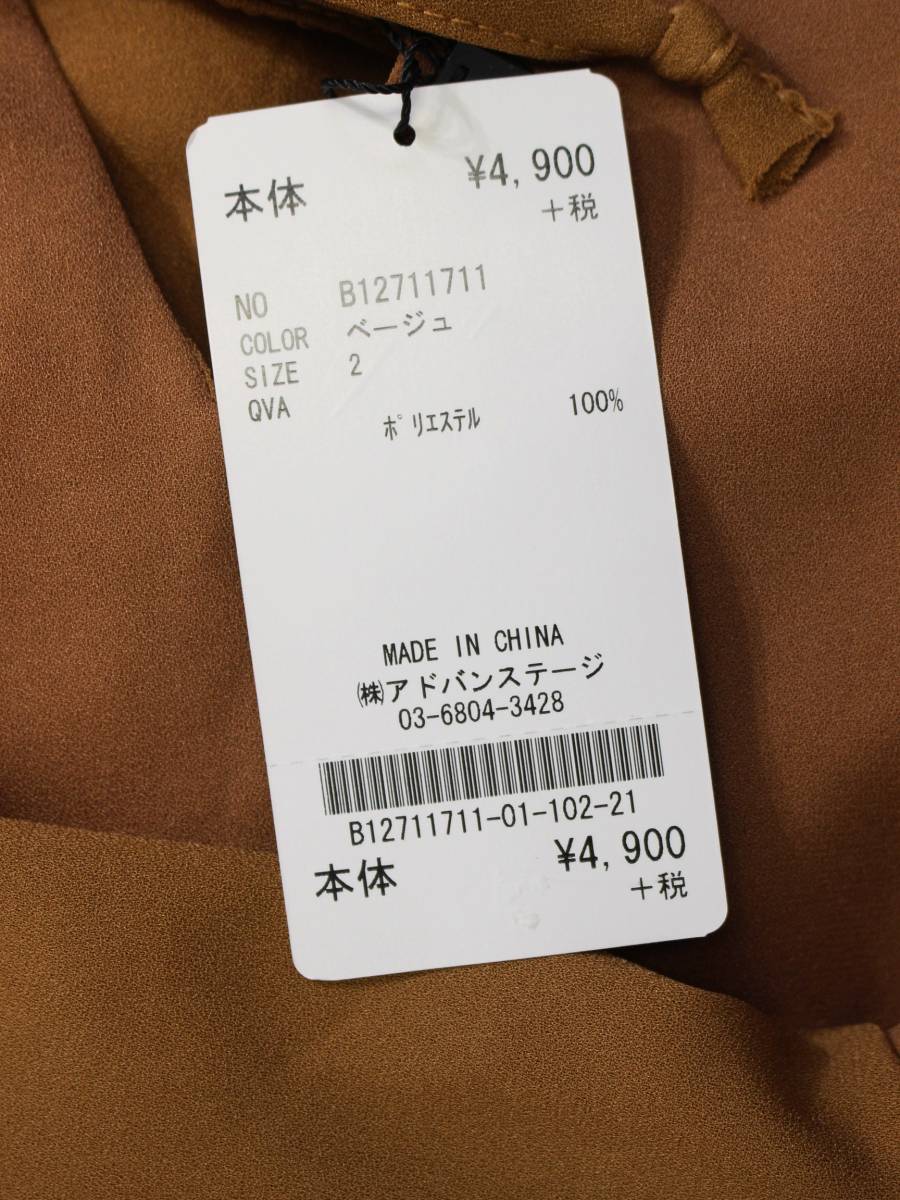 本体 ¥4,900
+税
NO B12711711
COLOR ベージュ
SIZE 2
QVA
ポリエステル 100%
MADE IN CHINA
㈱アドバンステージ
03-6804-3428
B12711711-01-102-21
本体 ¥4,900
+税